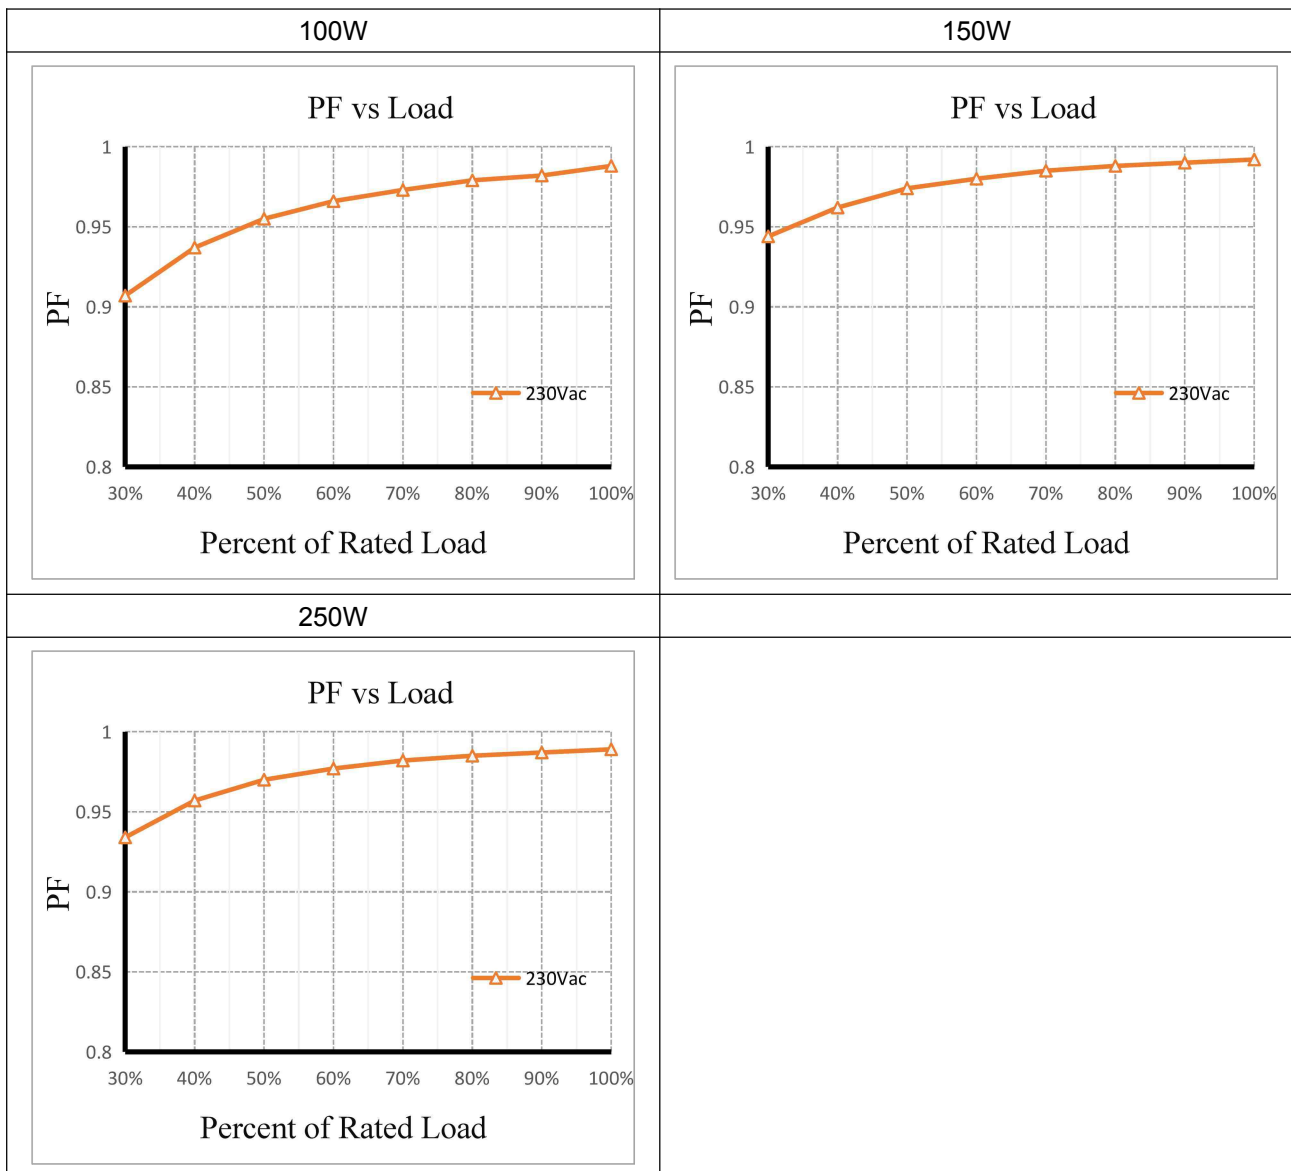 100W
150W
PF vs Load
1
0.95
0.9
0.85
0.8
PF
230Vac
30% 40% 50% 60% 70% 80% 90% 100%
Percent of Rated Load
PF vs Load
1
0.95
0.9
0.85
0.8
PF
230Vac
30% 40% 50% 60% 70% 80% 90% 100%
Percent of Rated Load
250W
PF vs Load
1
0.95
0.9
0.85
0.8
PF
230Vac
30% 40% 50% 60% 70% 80% 90% 100%
Percent of Rated Load